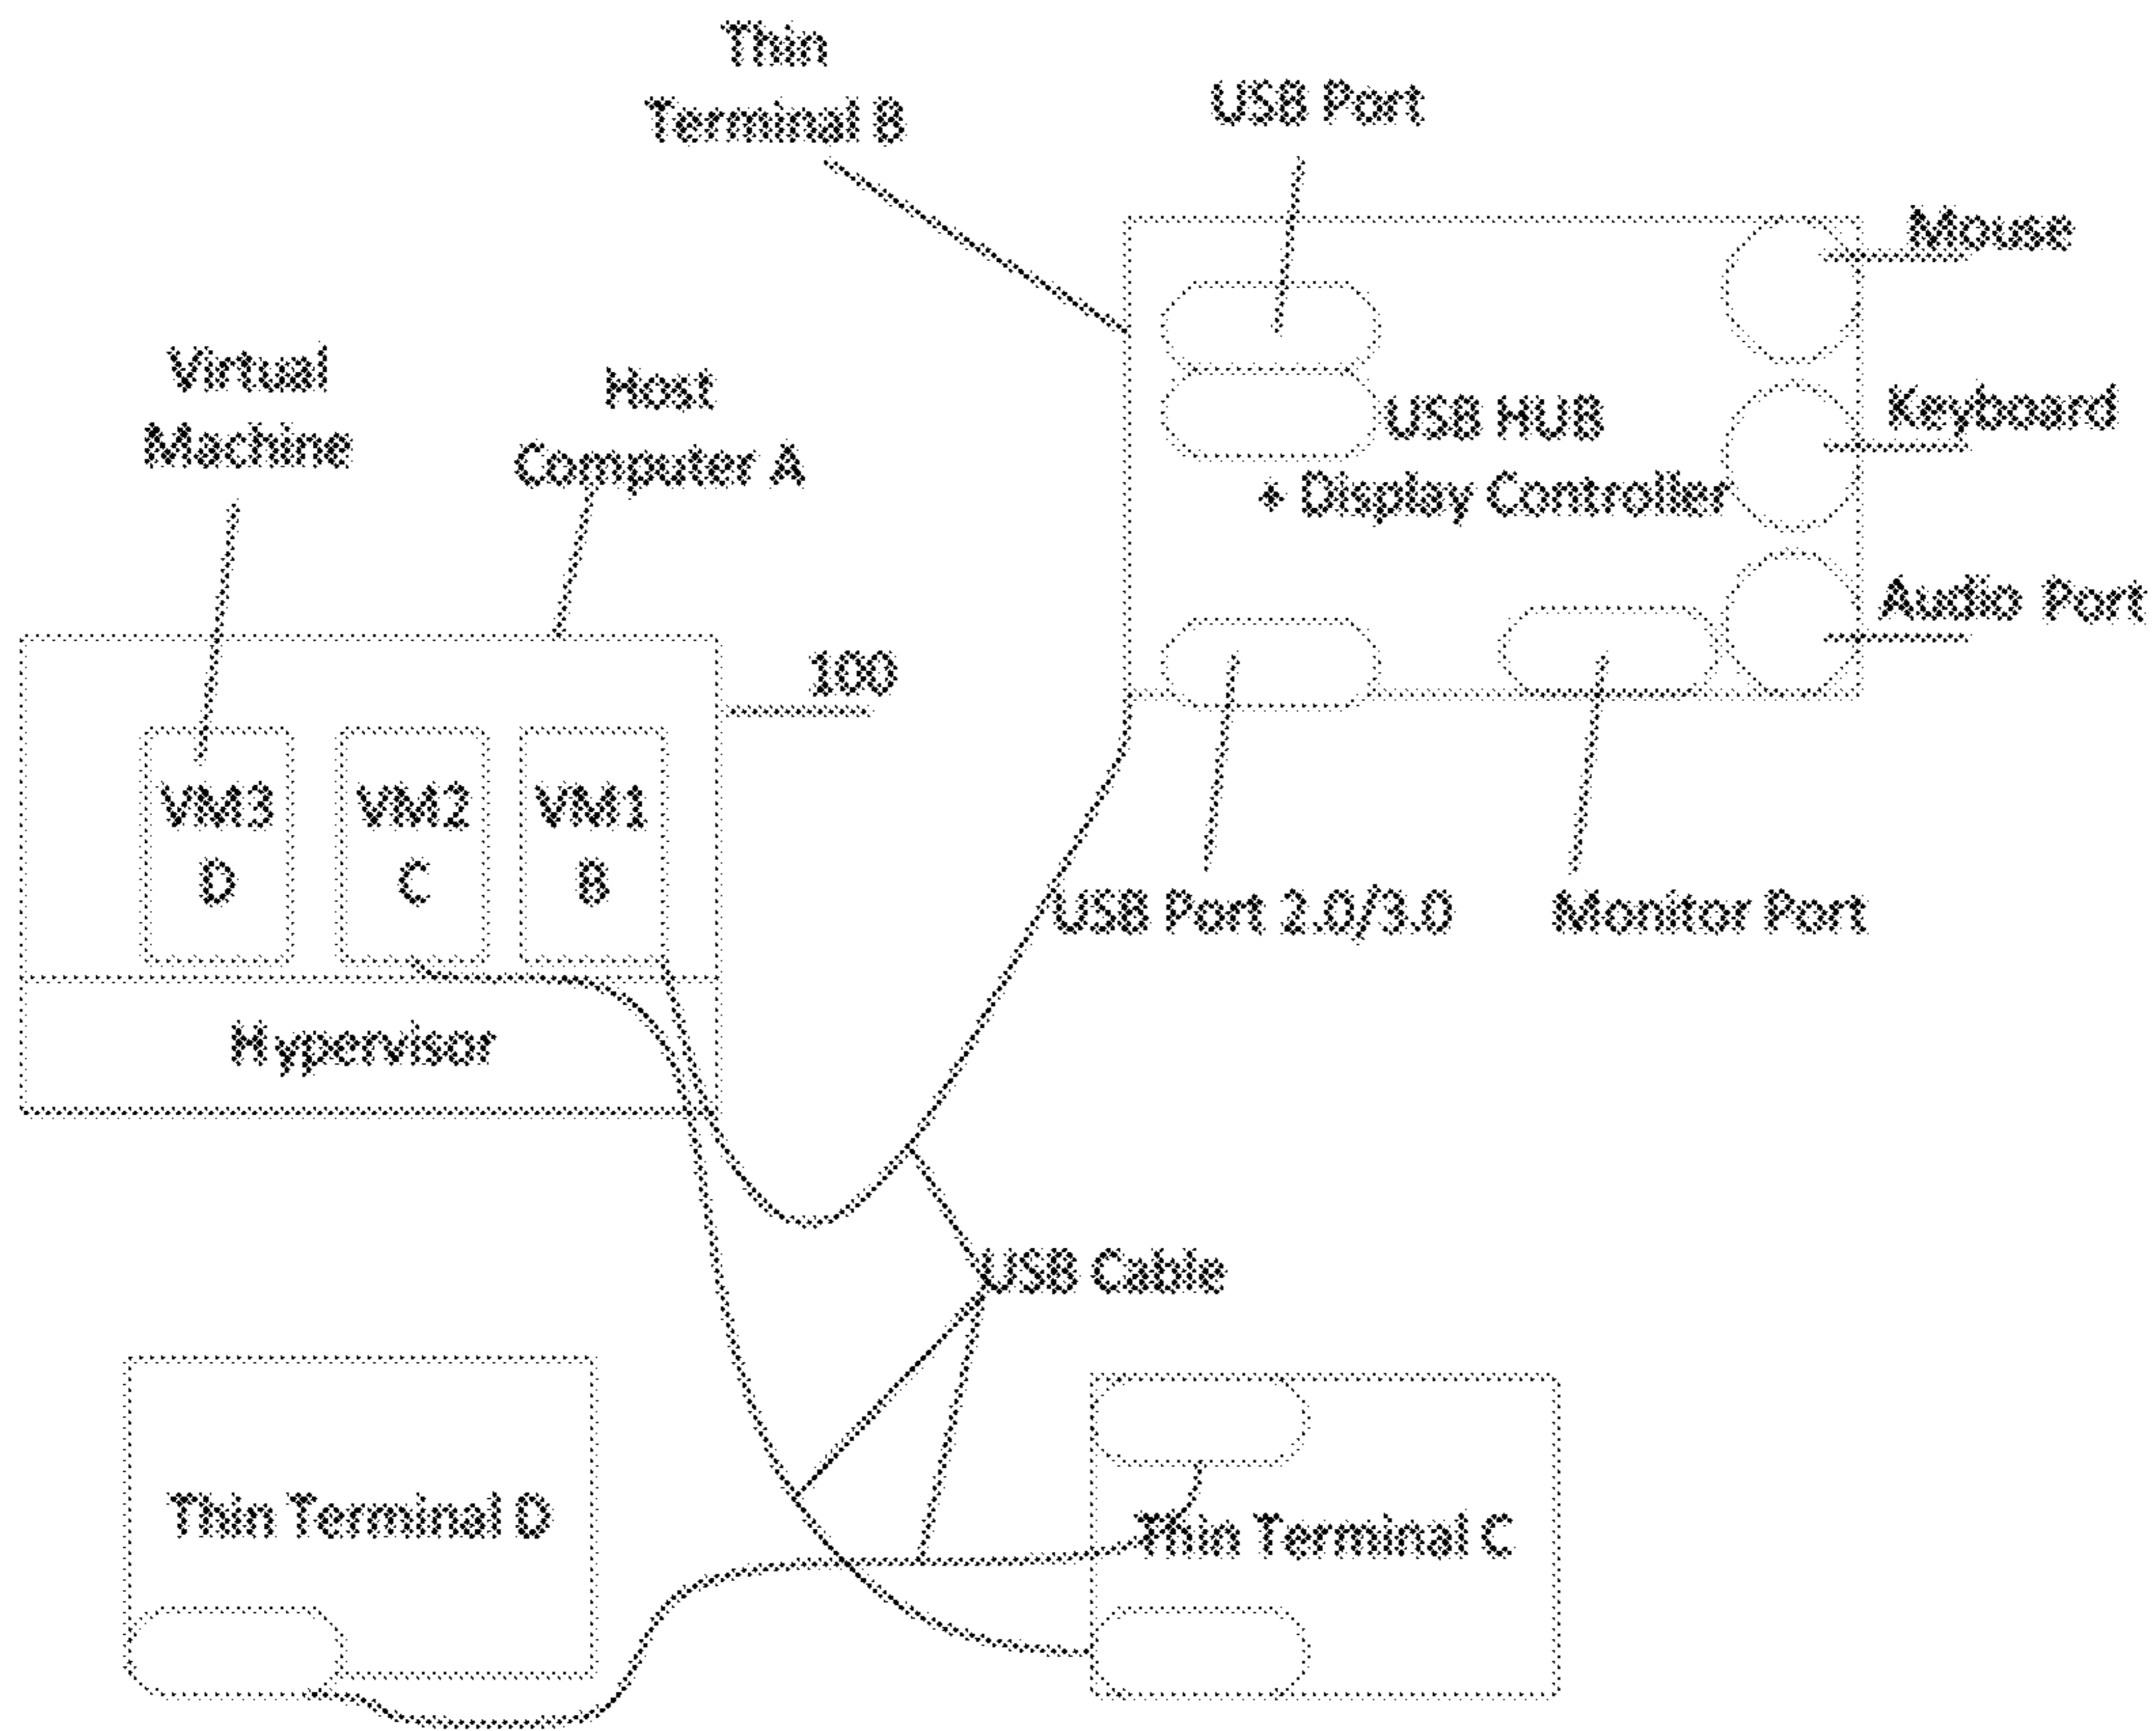 Thin
Terminal B
USB Port
Mouse
Virtual
Machine
Host
Computer A
USB HUB
+ Display Controller
Keyboard
Audio Port
100
VM3
D
VM2
C
VM1
B
USB Port 2.0/3.0
Monitor Port
Hypervisor
USB Cable
Thin Terminal D
Thin Terminal C